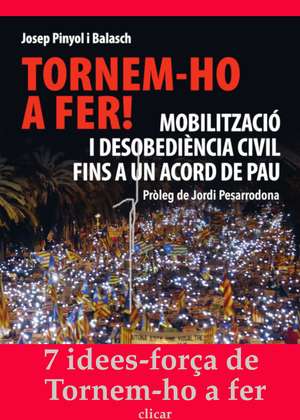 Josep Pinyol i Balasch
TORNEM-HO
A FER!
MOBILITZACIÓ
I DESOBEDIÈNCIA CIVIL
FINS A UN ACORD DE PAU
Pròleg de Jordi Pesarrodona
7 idees-força de
Tornem-ho a fer
clicar